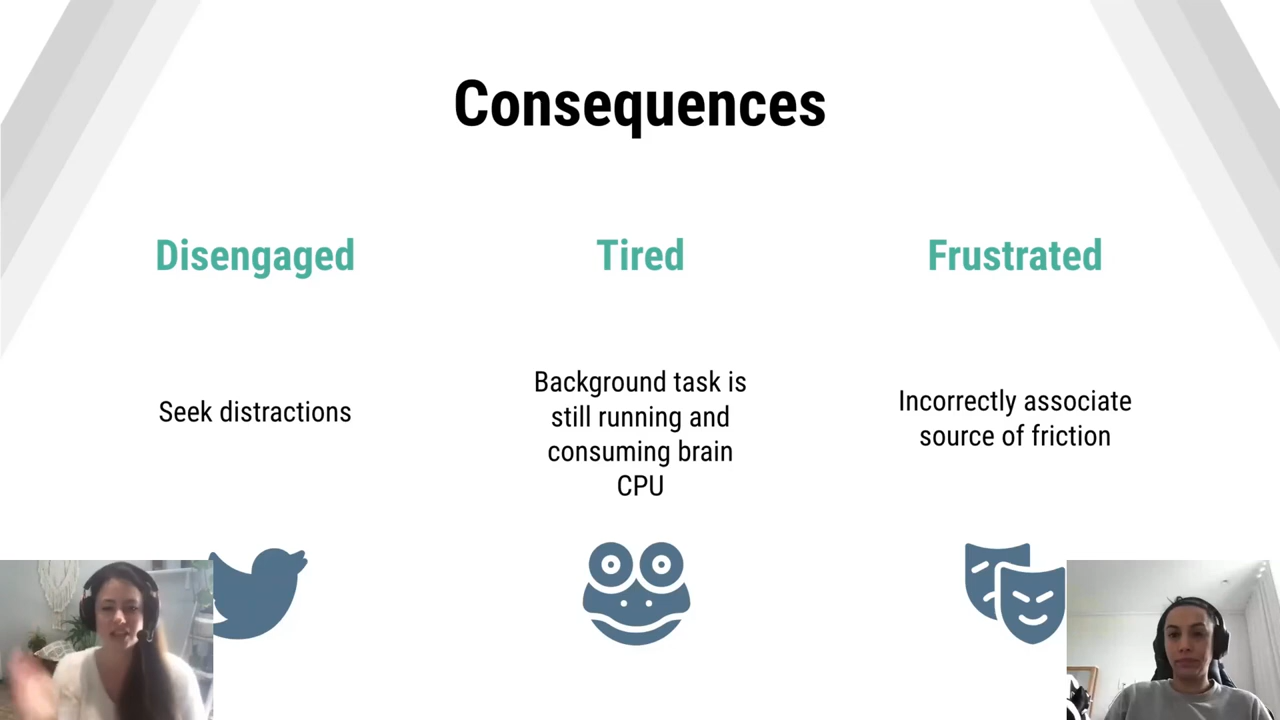 Consequences
Disengaged
Tired
Frustrated
Seek distractions
Background task is
still running and
consuming brain
CPU
Incorrectly associate
source of friction